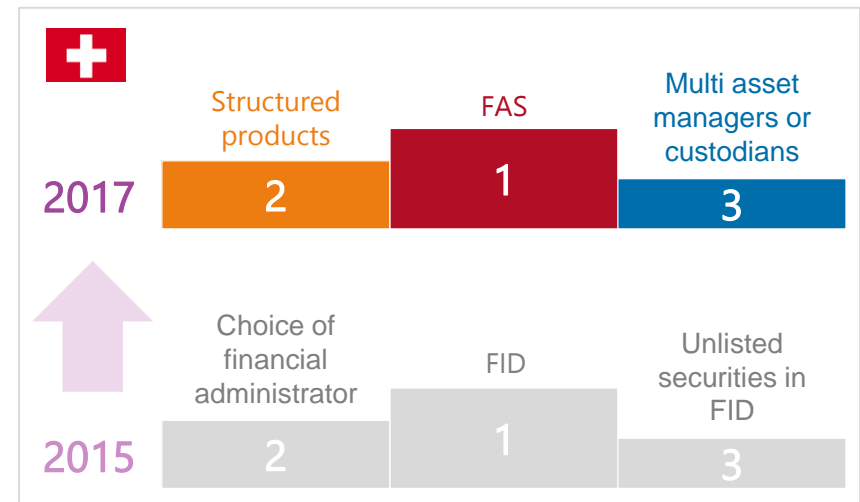 Structured
products
FAS
Multi asset
managers or
custodians
2017
2
1
3
Choice of
financial
administrator
FID
Unlisted
securities in
FID
2015
2
1
3